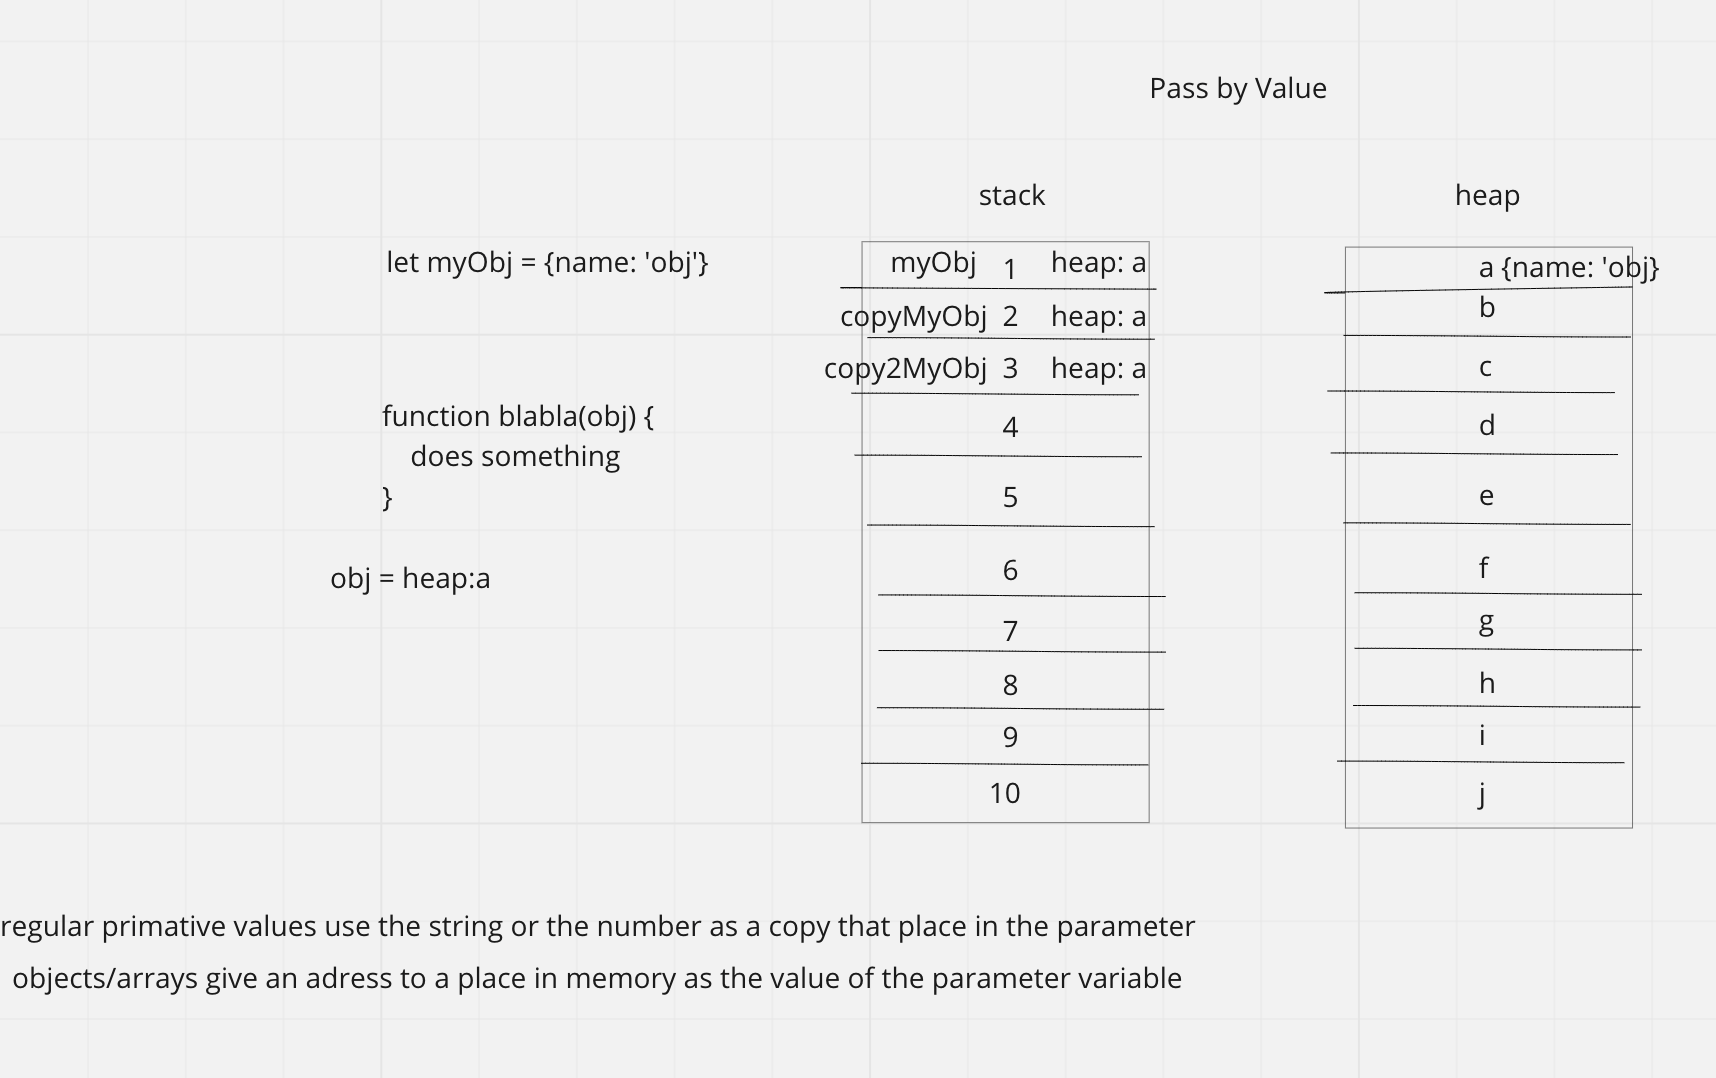 Pass by Value
stack
heap
let myObj = {name: 'obj'}
myObj 1 heap: a
copyMyObj 2 heap: a
copy2MyObj 3 heap: a
4
5
6
7
8
9
10
a {name: 'obj}
b
c
d
e
f
g
h
i
j
function blabla(obj) {
does something
}
obj = heap:a
regular primative values use the string or the number as a copy that place in the parameter
objects/arrays give an adress to a place in memory as the value of the parameter variable